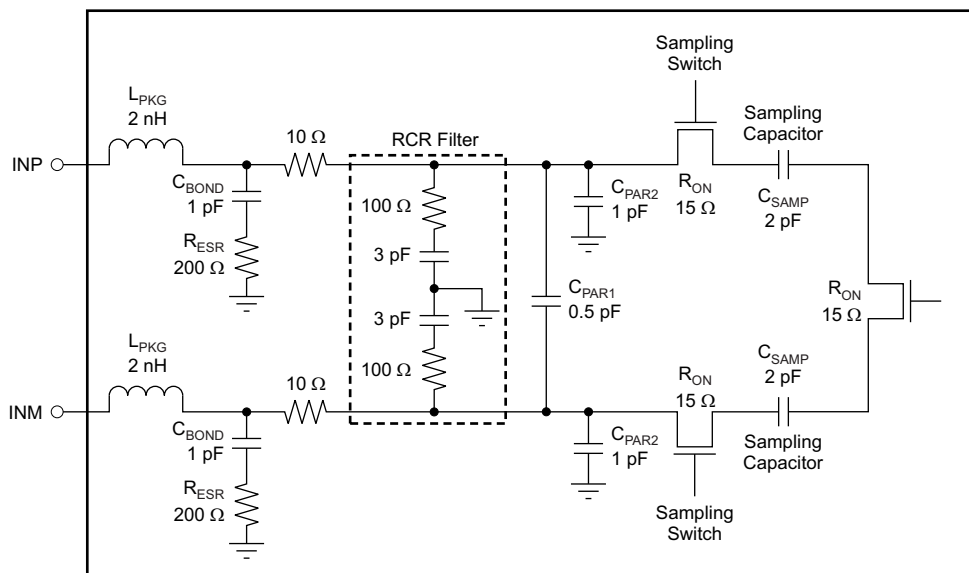 Sampling
Switch
L_PKG
2 nH
Sampling
Capacitor
10 Ω
RCR Filter
INP
C_BOND
1 pF
100 Ω
C_PAR2
1 pF
R_ON
15 Ω
C_SAMP
2 pF
R_ESR
200 Ω
3 pF
C_PAR1
0.5 pF
R_ON
15 Ω
3 pF
L_PKG
2 nH
100 Ω
R_ON
15 Ω
C_SAMP
2 pF
10 Ω
INM
C_BOND
1 pF
C_PAR2
1 pF
Sampling
Capacitor
R_ESR
200 Ω
Sampling
Switch